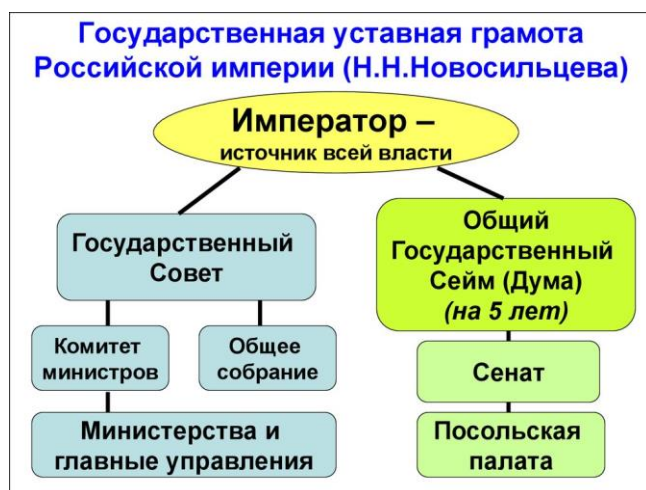 Государственная уставная грамота
Российской империи (Н.Н.Новосильцева)
Император –
источник всей власти
Государственный
Совет
Общий
Государственный
Сейм (Дума)
(на 5 лет)
Комитет
министров
Общее
собрание
Сенат
Министерства и
главные управления
Посольская
палата